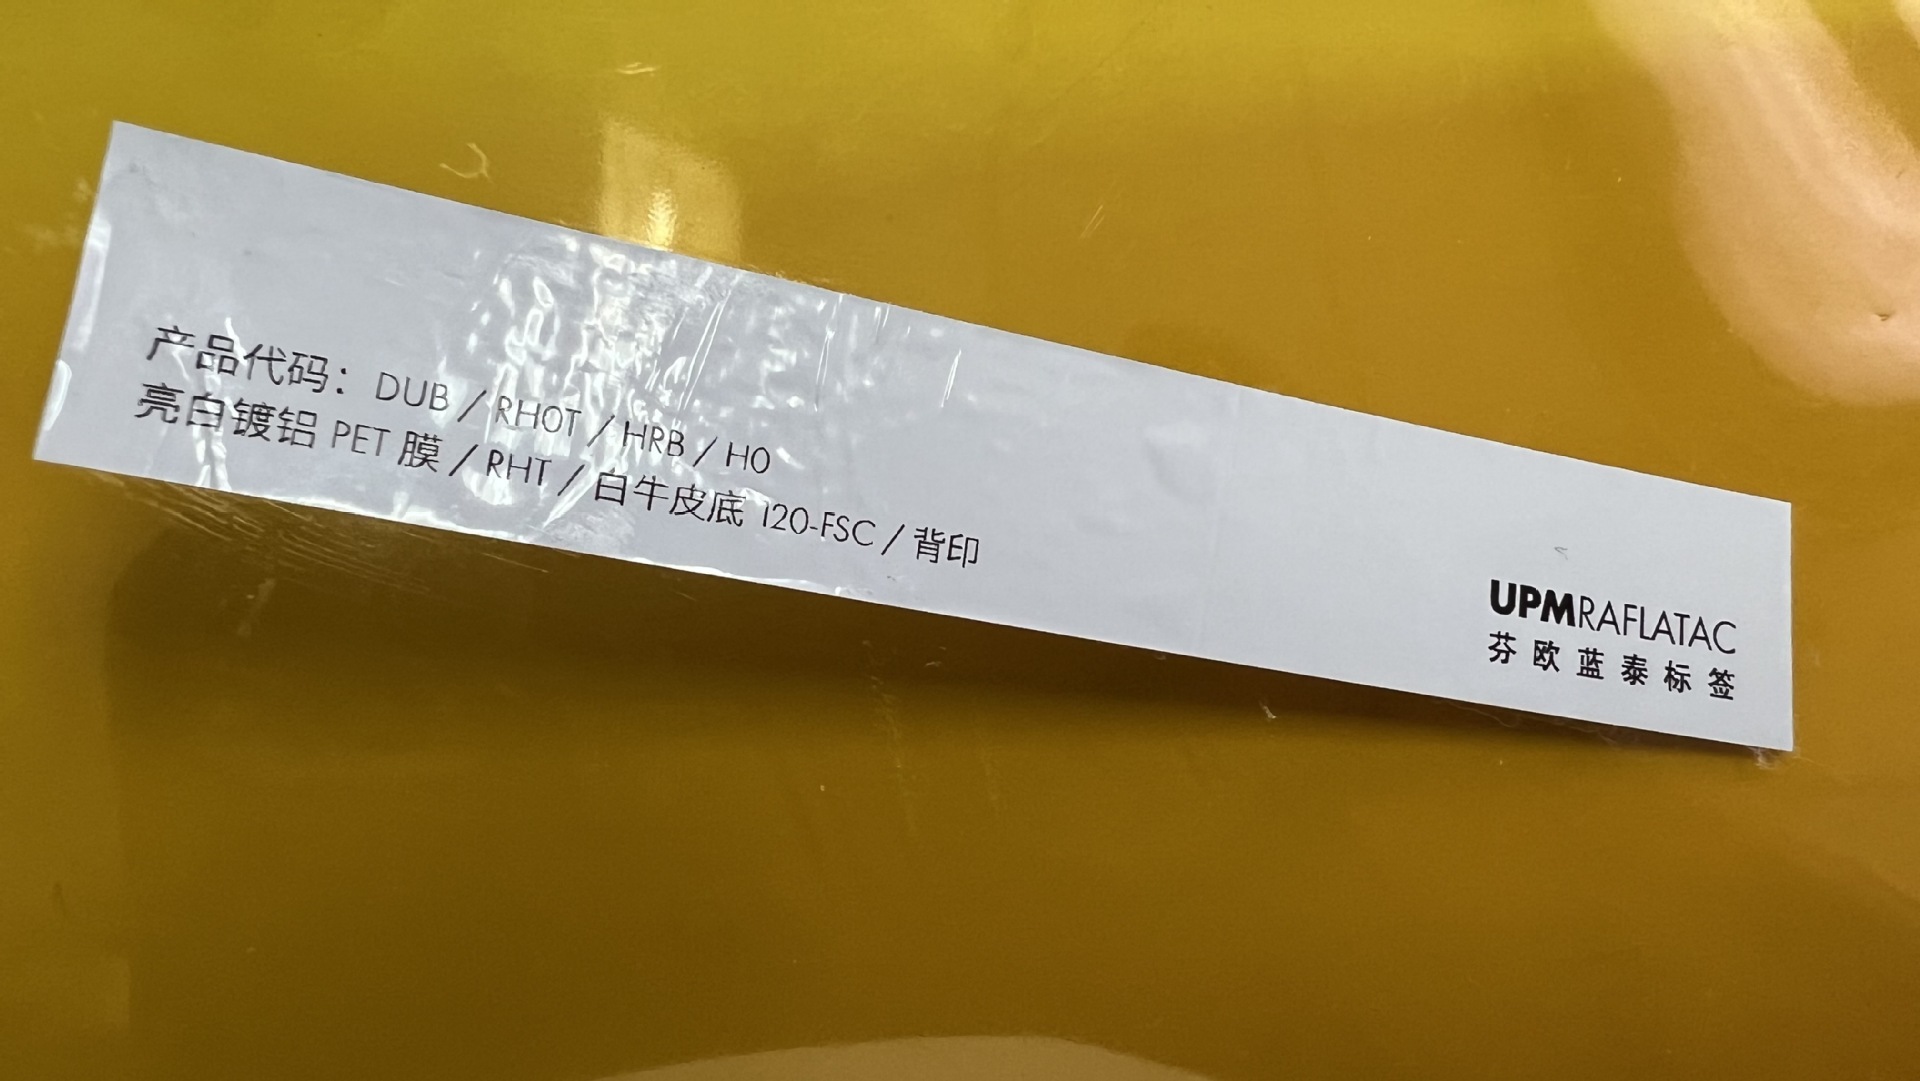 产品代码：DUB / RH0T / HRB / H0
亮白镀铝 PET 膜 / RHT / 白牛皮底 120-FSC / 背印
UPMRAFLATAC
芬欧蓝泰标签